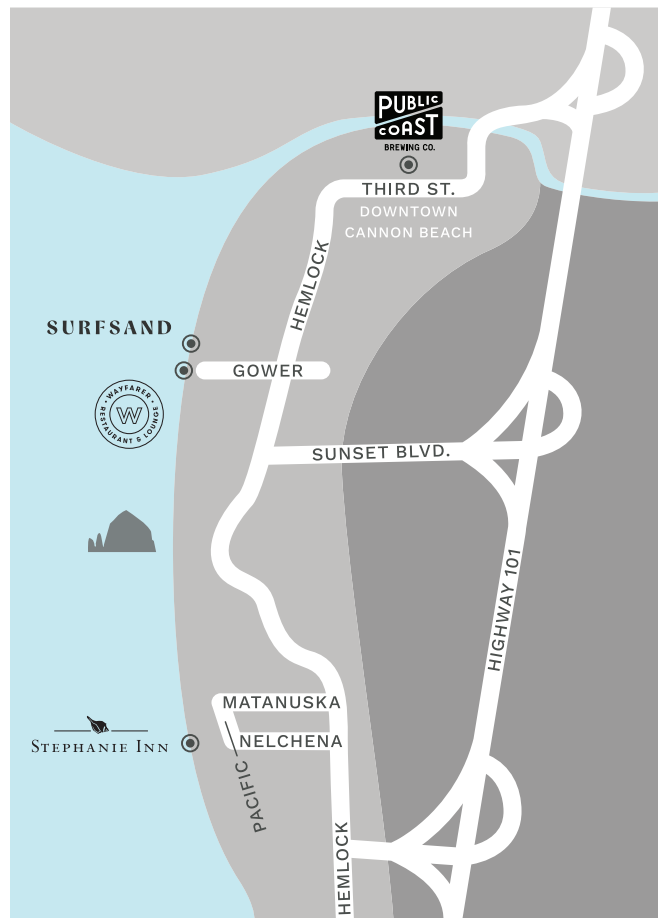 PUBLIC
COAST
BREWING CO.
THIRD ST.
DOWNTOWN
CANNON BEACH
HEMLOCK
SURFSAND
GOWER
• WAYFARER •
RESTAURANT & LOUNGE
W
SUNSET BLVD.
HIGHWAY 101
MATANUSKA
STEPHANIE INN
NELCHENA
PACIFIC
HEMLOCK